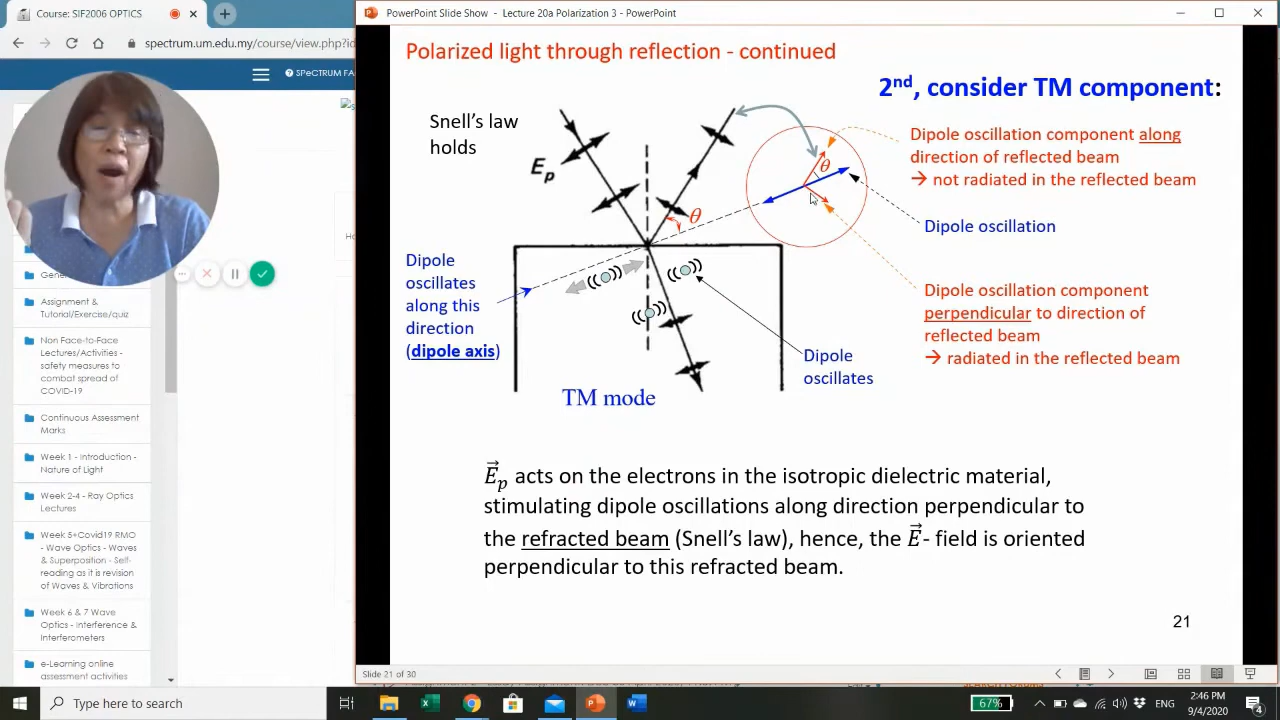 Course: SIF2009 OPTICS
spectrum.um.edu.my/course/view.php?i
SPeCTRUM FA
Gener
Assignment &
Tutorial/Exercise/quiz
Non Face-to-Face
Lectures/Activities -
safety measures to
combat spread of
COVID-19
Continuous Assessment
Marks
Week 1 - Introduction -
Nature of Light
Week 2-4 - Ray Optics
Lectures
Week 5+Covid19 RMO
- Wave Optics - Waves
& Superposition - Self-
reading as it is revision
of Waves & Vibrations
Week 6 & 7 Wave
Optics - Interference &
Interferometers
e-Learning online
assessment activities
PowerPoint Slide Show - Lecture 20a Polarization 3 - PowerPoint
Polarized light through reflection - continued
2nd, consider TM component:
Snell's law
holds
Ep
θ
θ
Dipole oscillation component along
direction of reflected beam
→ not radiated in the reflected beam
Dipole oscillation
Dipole
oscillates
along this
direction
(dipole axis)
Dipole oscillation component
perpendicular to direction of
reflected beam
→ radiated in the reflected beam
Dipole
oscillates
TM mode
E⃗p acts on the electrons in the isotropic dielectric material,
stimulating dipole oscillations along direction perpendicular to
the refracted beam (Snell's law), hence, the E⃗- field is oriented
perpendicular to this refracted beam.
21
Slide 21 of 30
Type here to search
67%
ENG
2:46 PM
9/4/2020
4